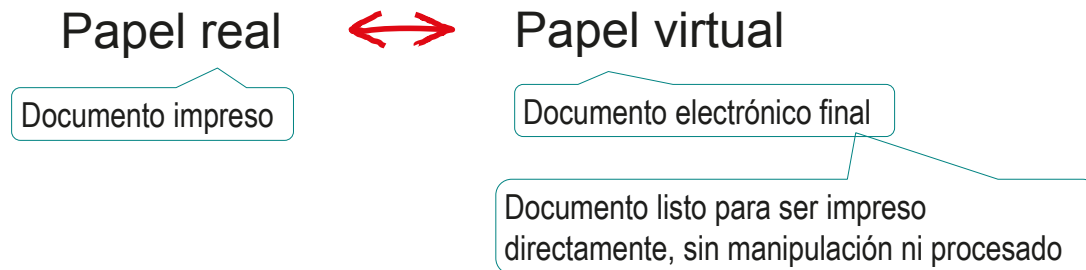 Papel real
Papel virtual
Documento impreso
Documento electrónico final
Documento listo para ser impreso
directamente, sin manipulación ni procesado